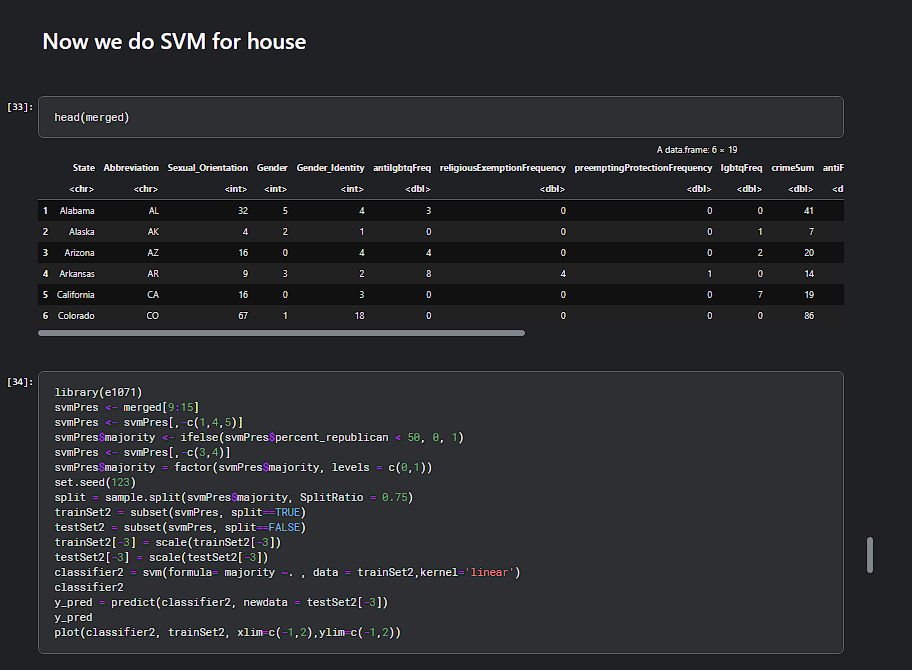 Now we do SVM for house
[33]:
head(merged)
A data.frame: 6 × 19
State Abbreviation Sexual_Orientation Gender Gender_Identity antilgbtqFreq religiousExemptionFrequency preemptingProtectionFrequency lgbtqFreq crimeSum antiF
<chr> <chr> <int> <int> <int> <dbl> <dbl> <dbl> <dbl> <dbl> <d
1 Alabama AL 32 5 4 3 0 0 0 41
2 Alaska AK 4 2 1 0 0 0 1 7
3 Arizona AZ 16 0 4 4 0 0 2 20
4 Arkansas AR 9 3 2 8 4 1 0 14
5 California CA 16 0 3 0 0 0 7 19
6 Colorado CO 67 1 18 0 0 0 0 86
[34]:
library(e1071)
svmPres <- merged[9:15]
svmPres <- svmPres[,-c(1,4,5)]
svmPres$majority <- ifelse(svmPres$percent_republican < 50, 0, 1)
svmPres <- svmPres[,-c(3,4)]
svmPres$majority = factor(svmPres$majority, levels = c(0,1))
set.seed(123)
split = sample.split(svmPres$majority, SplitRatio = 0.75)
trainSet2 = subset(svmPres, split==TRUE)
testSet2 = subset(svmPres, split==FALSE)
trainSet2[-3] = scale(trainSet2[-3])
testSet2[-3] = scale(testSet2[-3])
classifier2 = svm(formula= majority ~. , data = trainSet2,kernel='linear')
classifier2
y_pred = predict(classifier2, newdata = testSet2[-3])
y_pred
plot(classifier2, trainSet2, xlim=c(-1,2),ylim=c(-1,2))